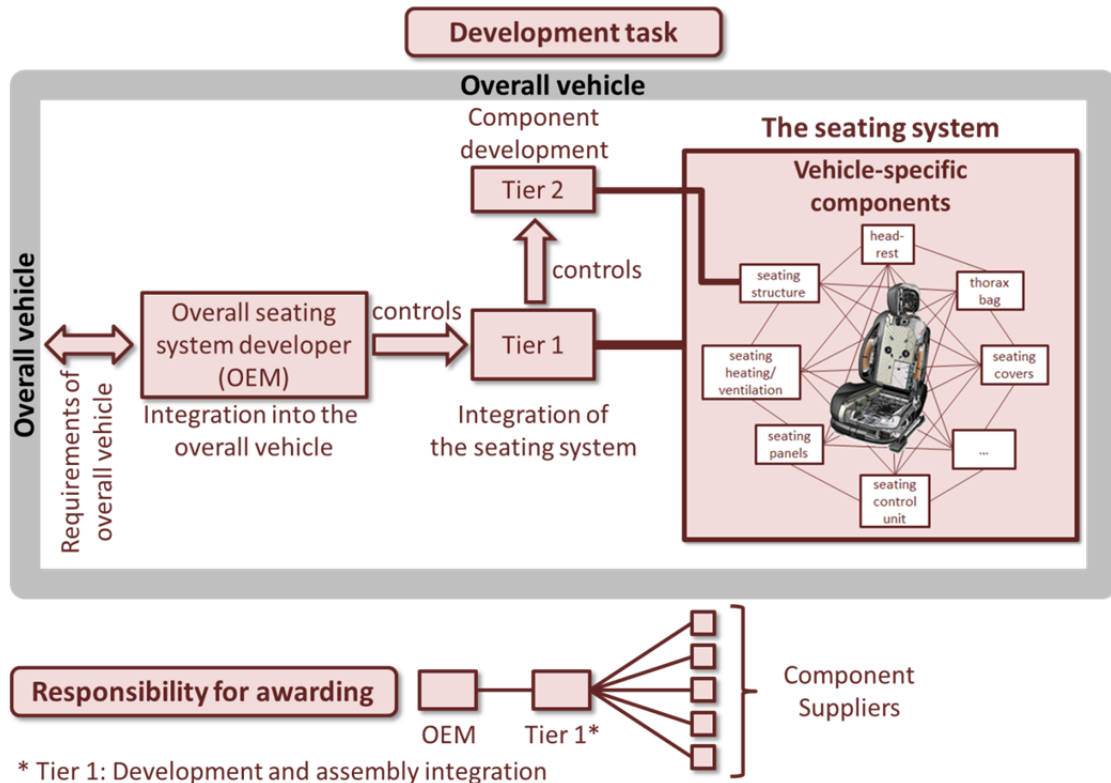 Development task
Overall vehicle
Overall vehicle
Requirements of
overall vehicle
Overall seating
system developer
(OEM)
Integration into the
overall vehicle
controls
Component
development
Tier 2
controls
Tier 1
Integration of
the seating system
The seating system
Vehicle-specific
components
head-
rest
seating
structure
thorax
bag
seating
heating/
ventilation
seating
covers
seating
panels
...
seating
control
unit
Responsibility for awarding
OEM
Tier 1*
Component
Suppliers
* Tier 1: Development and assembly integration